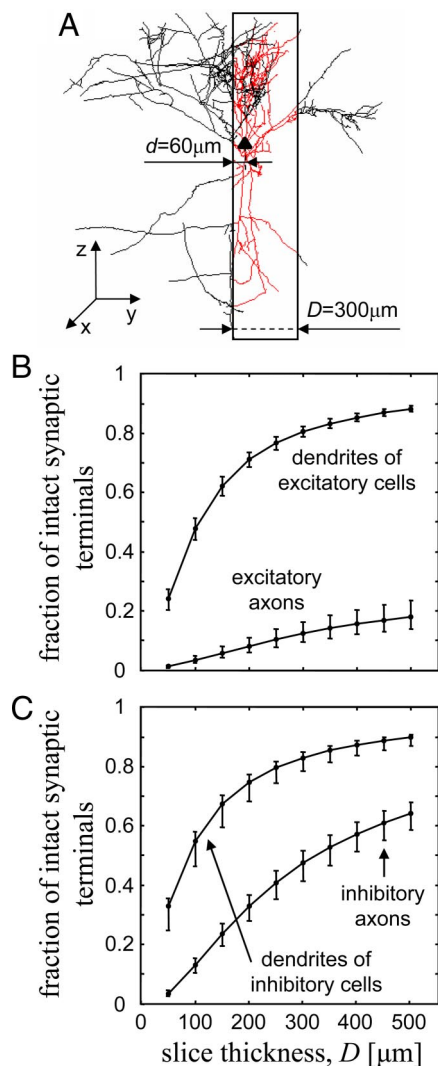 A
d=60μm
z
y
x
D=300μm
B
fraction of intact synaptic
terminals
1
0.8
0.6
0.4
0.2
0
dendrites of
excitatory cells
excitatory
axons
C
fraction of intact synaptic
terminals
1
0.8
0.6
0.4
0.2
0
inhibitory
axons
dendrites of
inhibitory cells
0 100 200 300 400 500
slice thickness, D [μm]